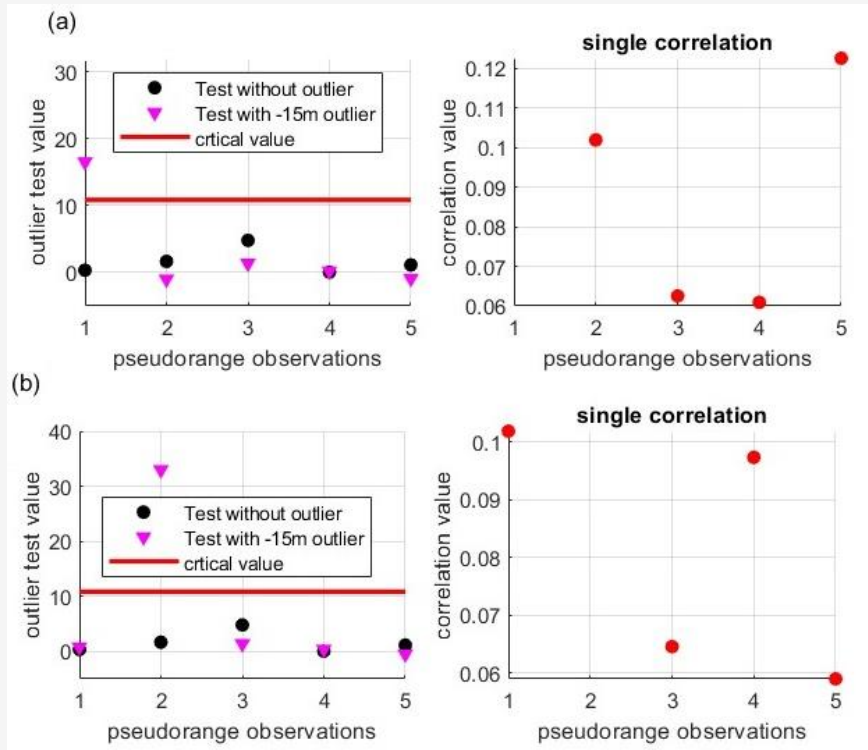 (a)
30
20
10
0
outlier test value
Test without outlier
Test with -15m outlier
crtical value
1 2 3 4 5
pseudorange observations
single correlation
0.12
0.11
0.1
0.09
0.08
0.07
0.06
correlation value
1 2 3 4 5
pseudorange observations
(b)
40
30
20
10
0
outlier test value
Test without outlier
Test with -15m outlier
crtical value
1 2 3 4 5
pseudorange observations
single correlation
0.1
0.09
0.08
0.07
0.06
correlation value
1 2 3 4 5
pseudorange observations